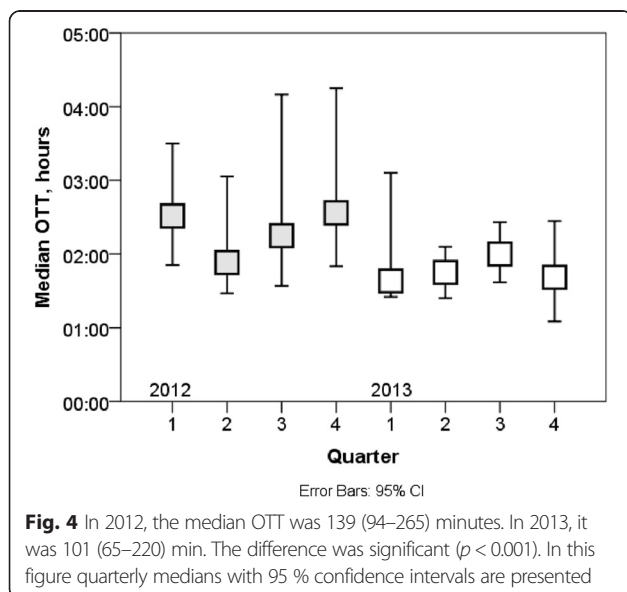 05:00
04:00
03:00
02:00
01:00
00:00
Median OTT, hours
2012 2013
1 2 3 4 1 2 3 4
Quarter
Error Bars: 95% CI
Fig. 4 In 2012, the median OTT was 139 (94–265) minutes. In 2013, it
was 101 (65–220) min. The difference was significant (p < 0.001). In this
figure quarterly medians with 95 % confidence intervals are presented